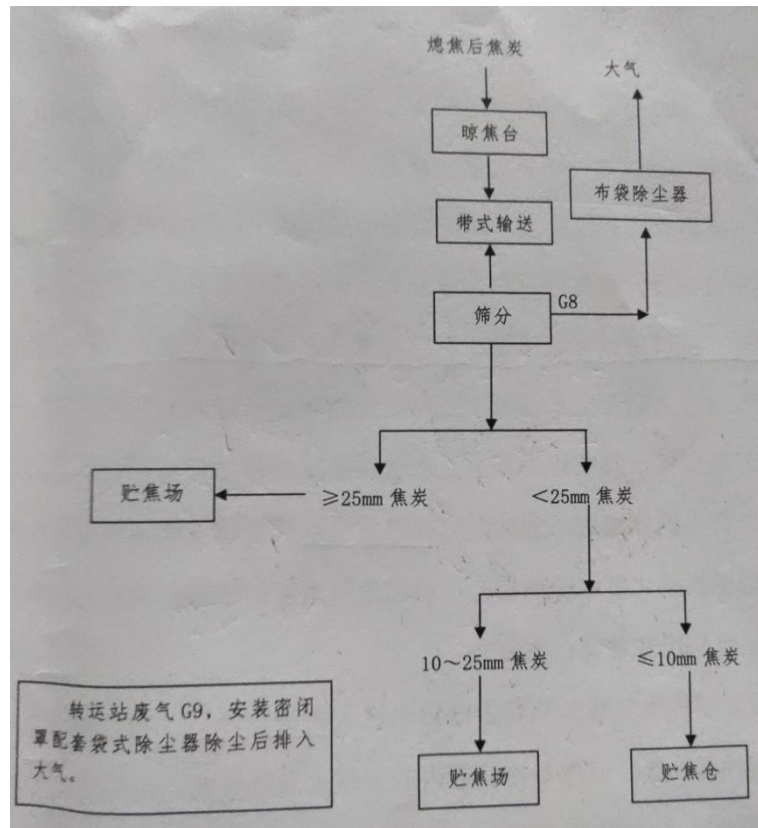 熄焦后焦炭
大气
晾焦台
布袋除尘器
带式输送
G8
筛分
贮焦场
≥25mm 焦炭
<25mm 焦炭
10～25mm 焦炭
≤10mm 焦炭
转运站废气 G9，安装密闭
罩配套袋式除尘器除尘后排入
大气。
贮焦场
贮焦仓